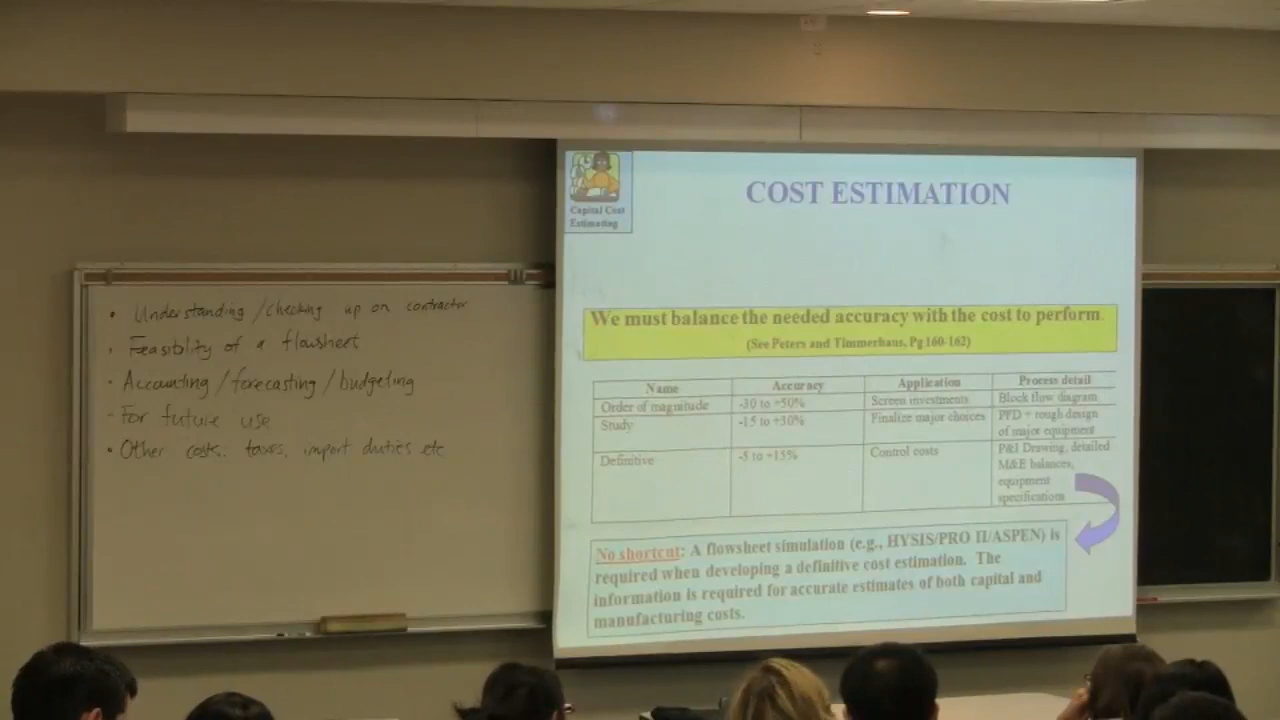 • Understanding/checking up on contractor
• Feasibility of a flowsheet
• Accounting/forecasting/budgeting
• For future use
• Other costs: taxes, import duties etc
Capital Cost
Estimating
COST ESTIMATION
We must balance the needed accuracy with the cost to perform.
(See Peters and Timmerhaus, Pg 160-162)
Name Accuracy Application Process detail
Order of magnitude -30 to +50% Screen investments Block flow diagram
Study -15 to +30% Finalize major choices PFD + rough design
of major equipment
Definitive -5 to +15% Control costs P&I Drawing, detailed
M&E balances,
equipment
specifications
No shortcut: A flowsheet simulation (e.g., HYSIS/PRO II/ASPEN) is
required when developing a definitive cost estimation. The
information is required for accurate estimates of both capital and
manufacturing costs.